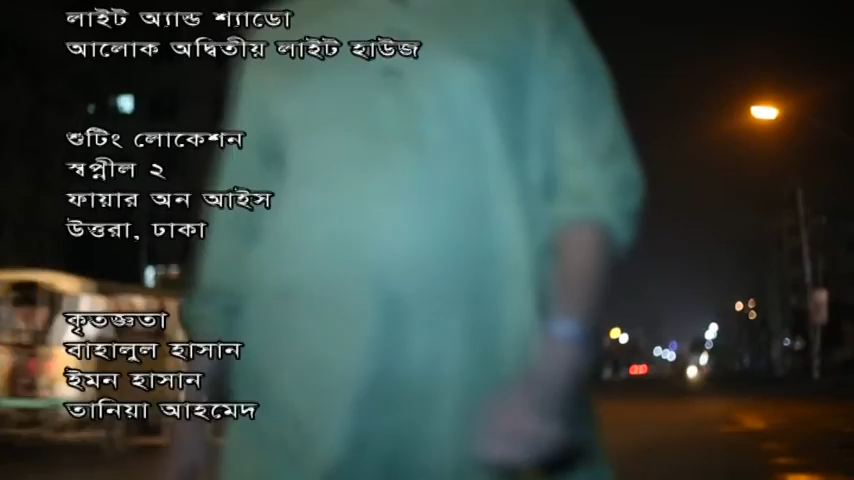 লাইট অ্যান্ড শ্যাডো
আলোক অদ্বিতীয় লাইট হাউজ
শুটিং লোকেশন
স্বপ্নীল ২
ফায়ার অন আইস
উত্তরা, ঢাকা
কৃতজ্ঞতা
বাহালুল হাসান
ইমন হাসান
তানিয়া আহমেদ